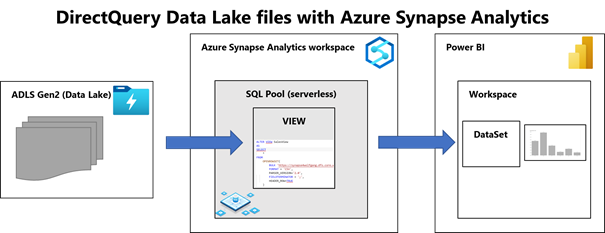 DirectQuery Data Lake files with Azure Synapse Analytics
ADLS Gen2 (Data Lake)
Azure Synapse Analytics workspace
SQL Pool (serverless)
VIEW
Power BI
Workspace
DataSet